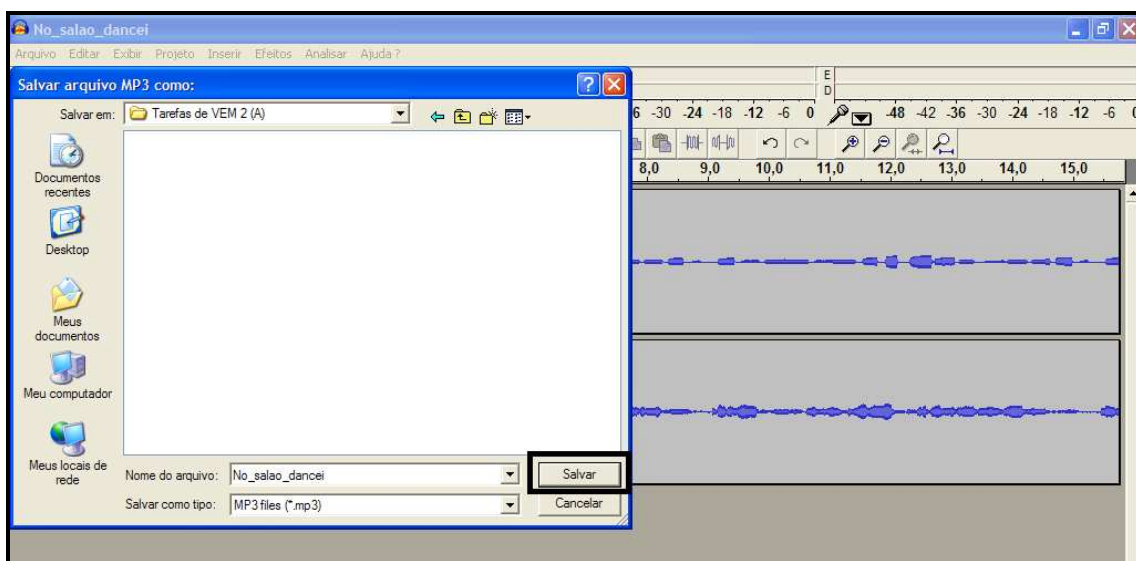 No_salao_dancei
Arquivo Editar Exibir Projeto Inserir Efeitos Analisar Ajuda ?
Salvar arquivo MP3 como:
Salvar em: Tarefas de VEM 2 (A)
Documentos
recentes
Desktop
Meus
documentos
Meu computador
Meus locais de
rede
Nome do arquivo: No_salao_dancei Salvar
Salvar como tipo: MP3 files (*.mp3) Cancelar
E
D
6 -30 -24 -18 -12 -6 0 -48 -42 -36 -30 -24 -18 -12 -6
8,0 9,0 10,0 11,0 12,0 13,0 14,0 15,0